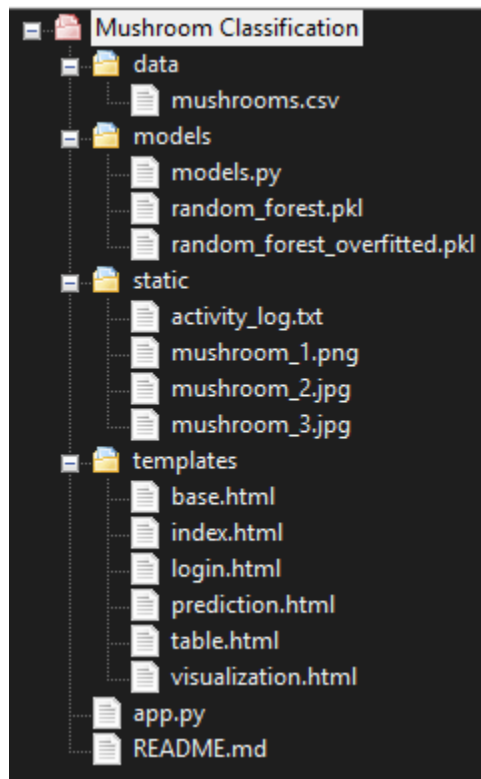 Mushroom Classification
data
mushrooms.csv
models
models.py
random_forest.pkl
random_forest_overfitted.pkl
static
activity_log.txt
mushroom_1.png
mushroom_2.jpg
mushroom_3.jpg
templates
base.html
index.html
login.html
prediction.html
table.html
visualization.html
app.py
README.md